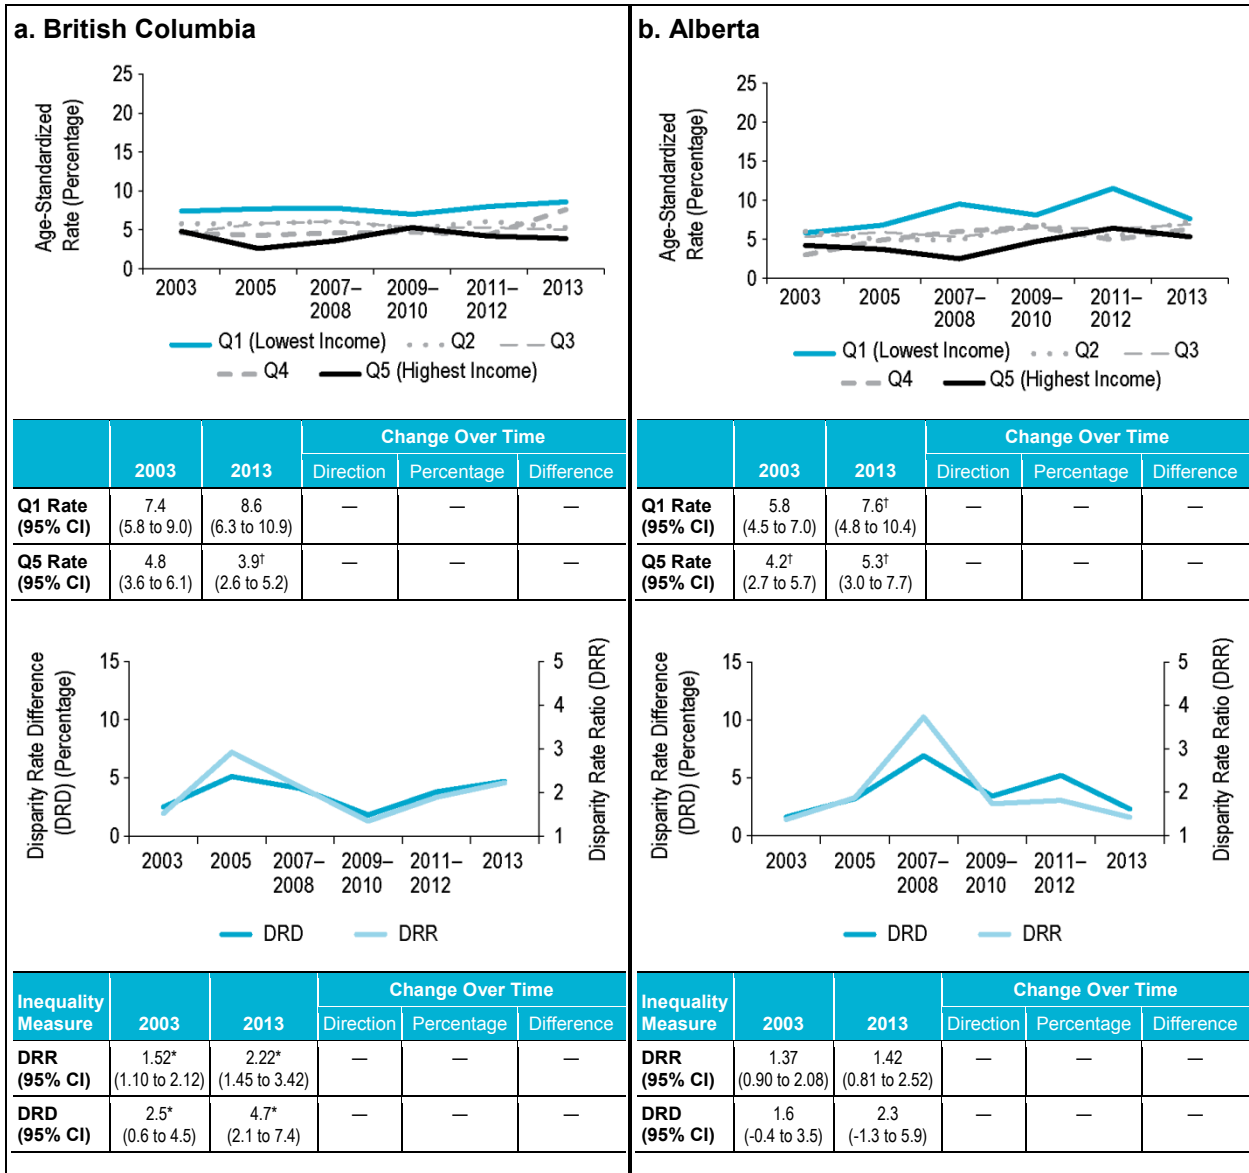 a. British Columbia
Age-Standardized
Rate (Percentage)
25
20
15
10
5
0
2003 2005 2007– 2009– 2011– 2013
2008 2010 2012
Q1 (Lowest Income) Q2 Q3
Q4 Q5 (Highest Income)
Change Over Time
2003 2013 Direction Percentage Difference
Q1 Rate 7.4 8.6 — — —
(95% CI) (5.8 to 9.0) (6.3 to 10.9)
Q5 Rate 4.8 3.9† — — —
(95% CI) (3.6 to 6.1) (2.6 to 5.2)
Disparity Rate Difference
(DRD) (Percentage)
15
10
5
0
Disparity Rate Ratio (DRR)
5
4
3
2
1
2003 2005 2007– 2009– 2011– 2013
2008 2010 2012
DRD DRR
Inequality Change Over Time
Measure 2003 2013 Direction Percentage Difference
DRR 1.52* 2.22* — — —
(95% CI) (1.10 to 2.12) (1.45 to 3.42)
DRD 2.5* 4.7* — — —
(95% CI) (0.6 to 4.5) (2.1 to 7.4)
b. Alberta
Age-Standardized
Rate (Percentage)
25
20
15
10
5
0
2003 2005 2007– 2009– 2011– 2013
2008 2010 2012
Q1 (Lowest Income) Q2 Q3
Q4 Q5 (Highest Income)
Change Over Time
2003 2013 Direction Percentage Difference
Q1 Rate 5.8 7.6† — — —
(95% CI) (4.5 to 7.0) (4.8 to 10.4)
Q5 Rate 4.2† 5.3† — — —
(95% CI) (2.7 to 5.7) (3.0 to 7.7)
Disparity Rate Difference
(DRD) (Percentage)
15
10
5
0
Disparity Rate Ratio (DRR)
5
4
3
2
1
2003 2005 2007– 2009– 2011– 2013
2008 2010 2012
DRD DRR
Inequality Change Over Time
Measure 2003 2013 Direction Percentage Difference
DRR 1.37 1.42 — — —
(95% CI) (0.90 to 2.08) (0.81 to 2.52)
DRD 1.6 2.3 — — —
(95% CI) (-0.4 to 3.5) (-1.3 to 5.9)